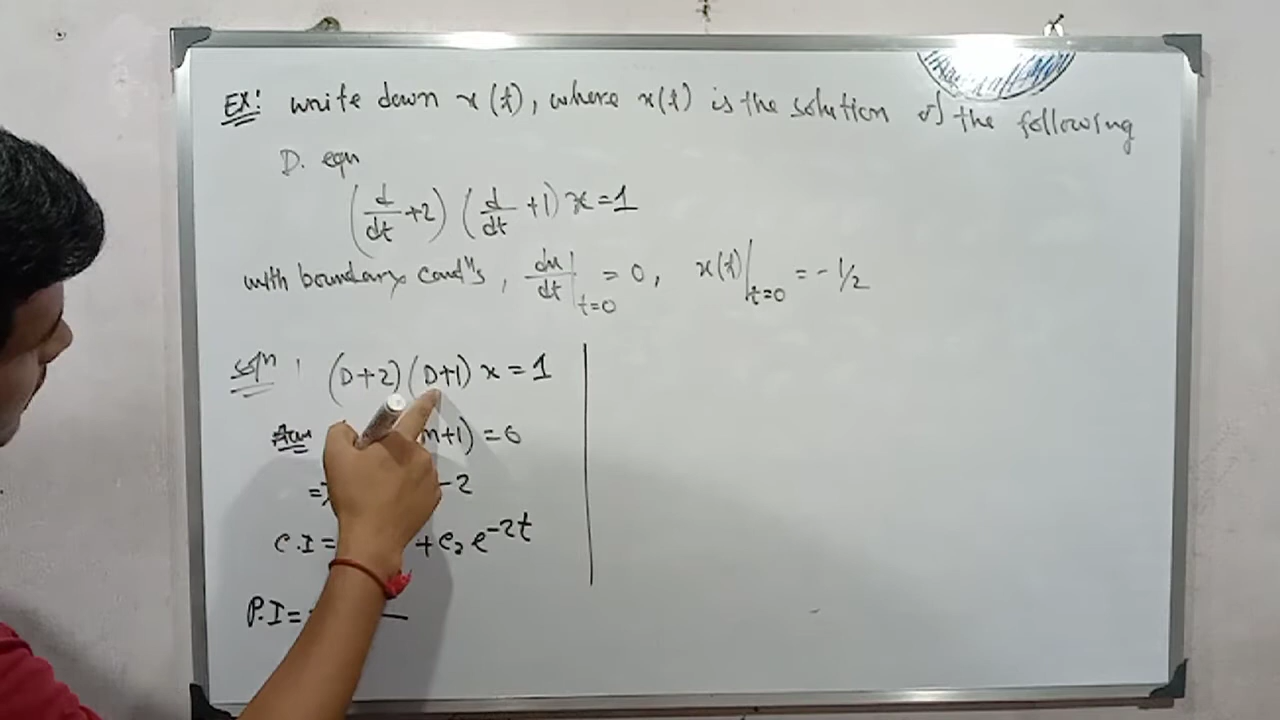 EX: write down x(t), where x(t) is the solution of the following
D. eqn
(d/dt +2) (d/dt +1) x = 1
with boundary cond"s, dx/dt|t=0 = 0, x(t)|t=0 = -1/2
Sol^n: (D+2)(D+1) x = 1
m+1) = 0
-2
C.I = + c2 e^-2t
P.I =